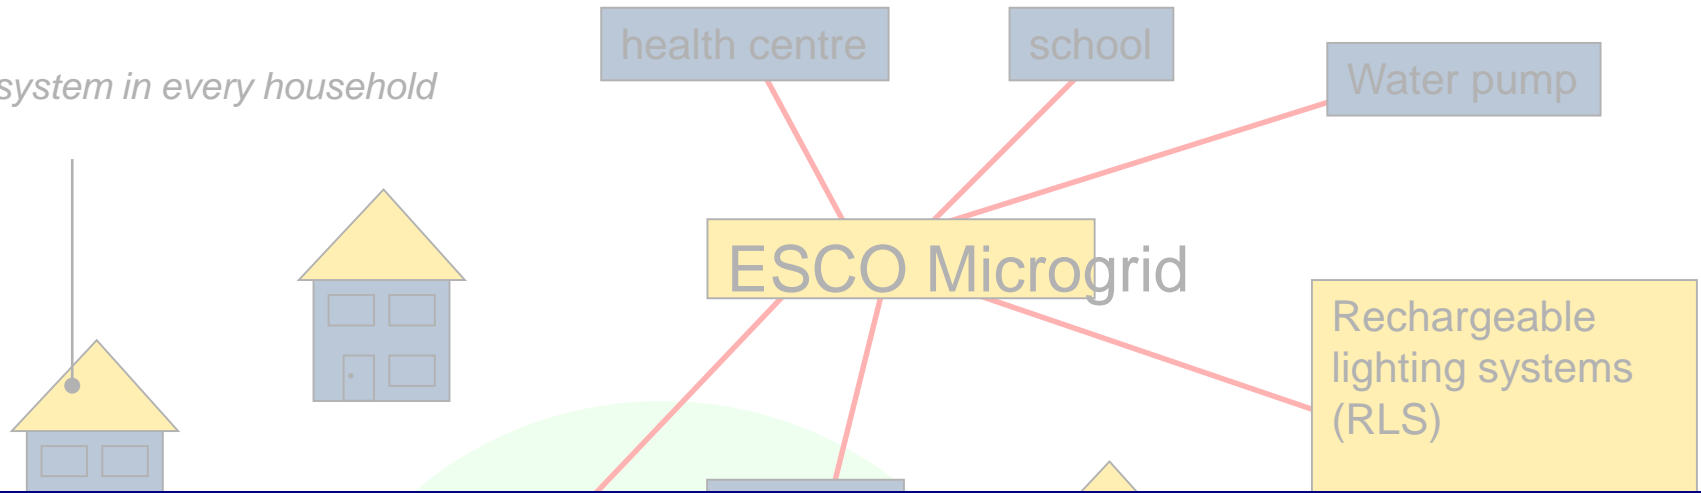 health centre
school
Water pump
system in every household
ESCO Microgrid
Rechargeable
lighting systems
(RLS)